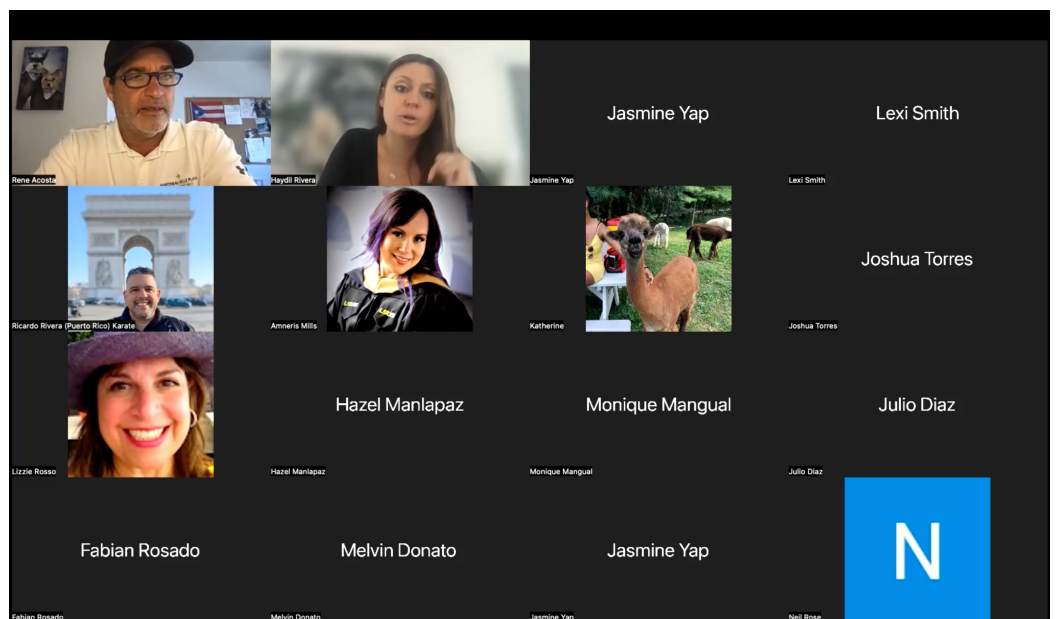 Jasmine Yap
Lexi Smith
Rene Acosta
Haydil Rivera
Jasmine Yap
Lexi Smith
Joshua Torres
Ricardo Rivera (Puerto Rico) Karate
Amneris Mills
Katherine
Joshua Torres
Hazel Manlapaz
Monique Mangual
Julio Diaz
Lizzie Rosso
Hazel Manlapaz
Monique Mangual
Julio Diaz
Fabian Rosado
Melvin Donato
Jasmine Yap
N
Fabian Rosado
Melvin Donato
Jasmine Yap
Neil Rose